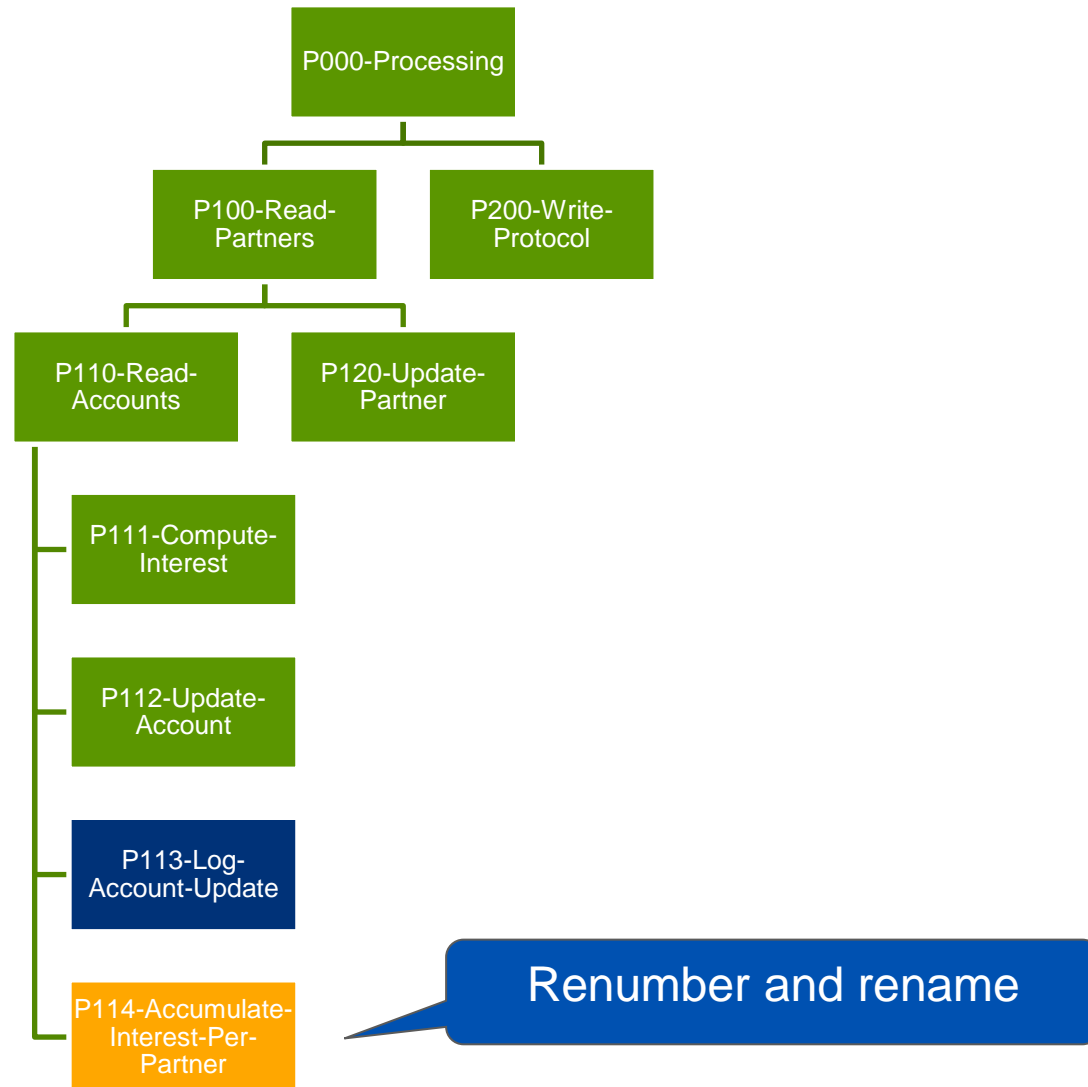 P000-Processing
P100-Read-
Partners
P200-Write-
Protocol
P110-Read-
Accounts
P120-Update-
Partner
P111-Compute-
Interest
P112-Update-
Account
P113-Log-
Account-Update
P114-Accumulate-
Interest-Per-
Partner
Renumber and rename